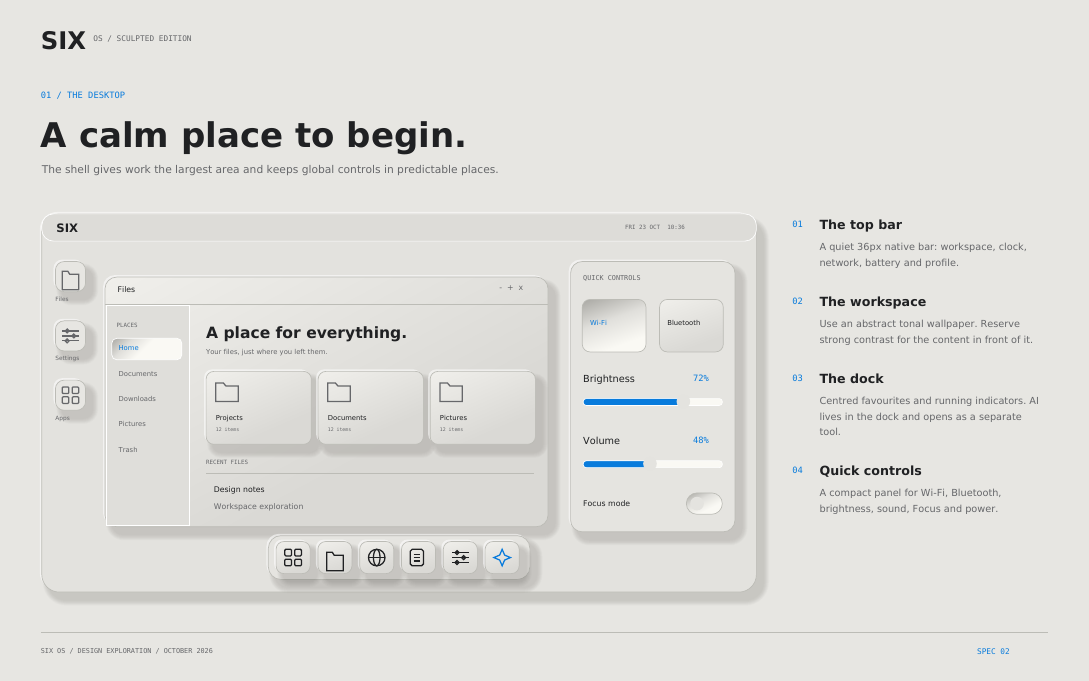 SIX OS / SCULPTED EDITION
01 / THE DESKTOP
A calm place to begin.
The shell gives work the largest area and keeps global controls in predictable places.
SIX
FRI 23 OCT 10:36
Files
Settings
Apps
Files
- + x
PLACES
Home
Documents
Downloads
Pictures
Trash
A place for everything.
Your files, just where you left them.
Projects
12 items
Documents
12 items
Pictures
12 items
RECENT FILES
Design notes
Workspace exploration
QUICK CONTROLS
Wi-Fi
Bluetooth
Brightness 72%
Volume 48%
Focus mode
01 The top bar
A quiet 36px native bar: workspace, clock,
network, battery and profile.
02 The workspace
Use an abstract tonal wallpaper. Reserve
strong contrast for the content in front of it.
03 The dock
Centred favourites and running indicators. AI
lives in the dock and opens as a separate
tool.
04 Quick controls
A compact panel for Wi-Fi, Bluetooth,
brightness, sound, Focus and power.
SIX OS / DESIGN EXPLORATION / OCTOBER 2026
SPEC 02